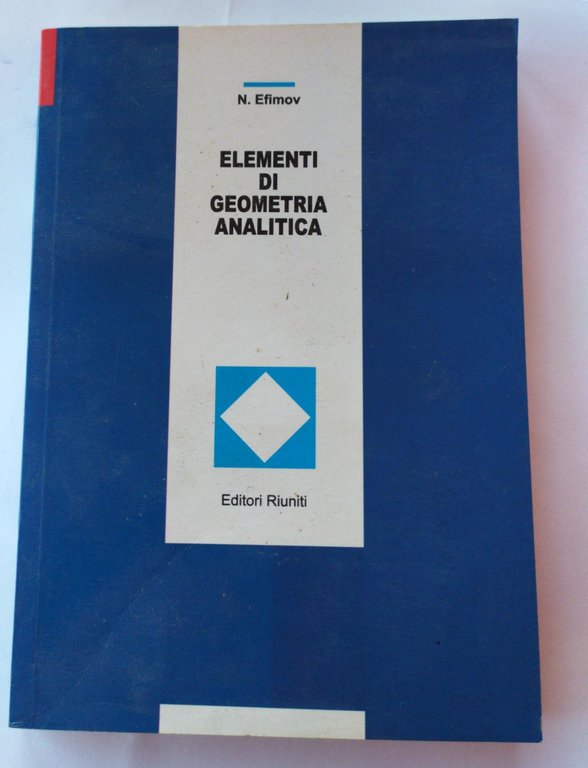 N. Efimov
ELEMENTI
DI
GEOMETRIA
ANALITICA
Editori Riuniti